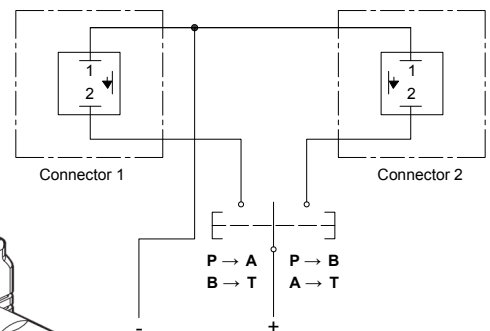 1
2
1
2
Connector 1
Connector 2
P → A
P → B
B → T
A → T
-
+